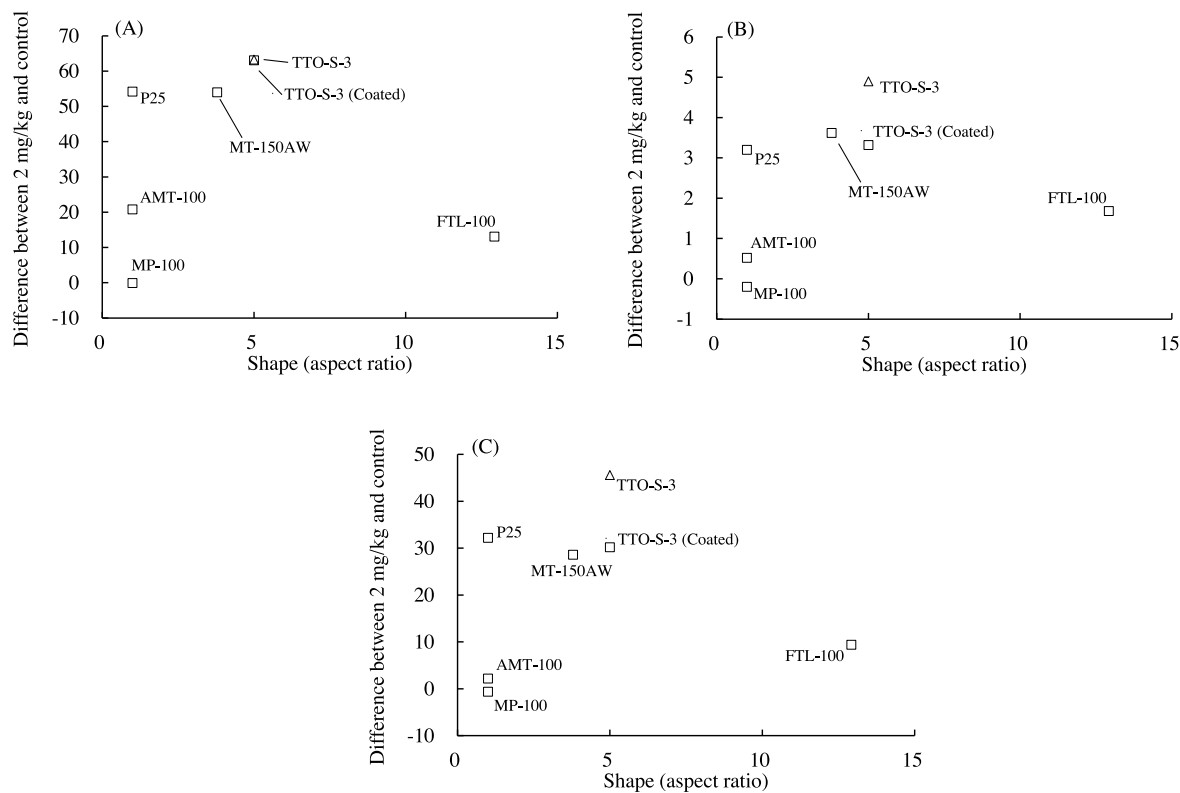 (A)
Difference between 2 mg/kg and control
70
60
50
40
30
20
10
0
-10
TTO-S-3
TTO-S-3 (Coated)
P25
MT-150AW
AMT-100
FTL-100
MP-100
0
5
10
15
Shape (aspect ratio)
(B)
Difference between 2 mg/kg and control
6
5
4
3
2
1
0
-1
TTO-S-3
TTO-S-3 (Coated)
P25
MT-150AW
FTL-100
AMT-100
MP-100
0
5
10
15
Shape (aspect ratio)
(C)
Difference between 2 mg/kg and control
50
40
30
20
10
0
-10
TTO-S-3
P25
TTO-S-3 (Coated)
MT-150AW
FTL-100
AMT-100
MP-100
0
5
10
15
Shape (aspect ratio)